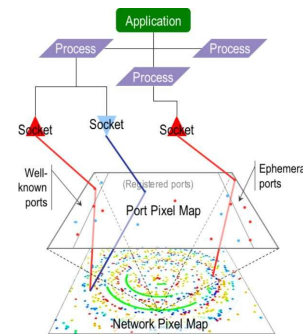 Application
Process
Process
Process
Socket
Socket
Socket
Well-
known
ports
(Registered ports)
Ephemera
ports
Port Pixel Map
Network Pixel Map